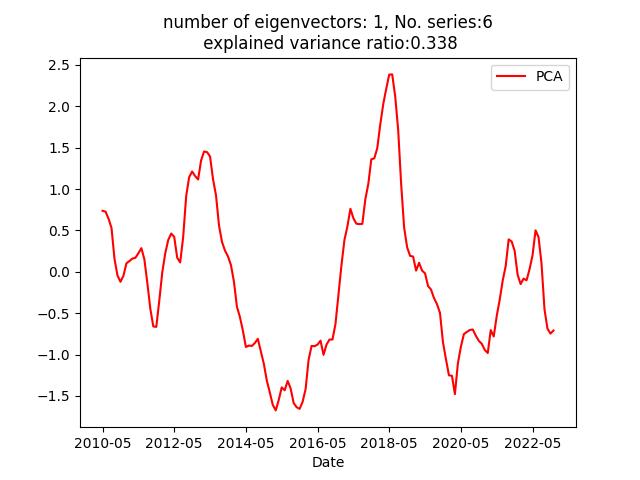 number of eigenvectors: 1, No. series:6
explained variance ratio:0.338
PCA
2.5
2.0
1.5
1.0
0.5
0.0
−0.5
−1.0
−1.5
2010-05 2012-05 2014-05 2016-05 2018-05 2020-05 2022-05
Date